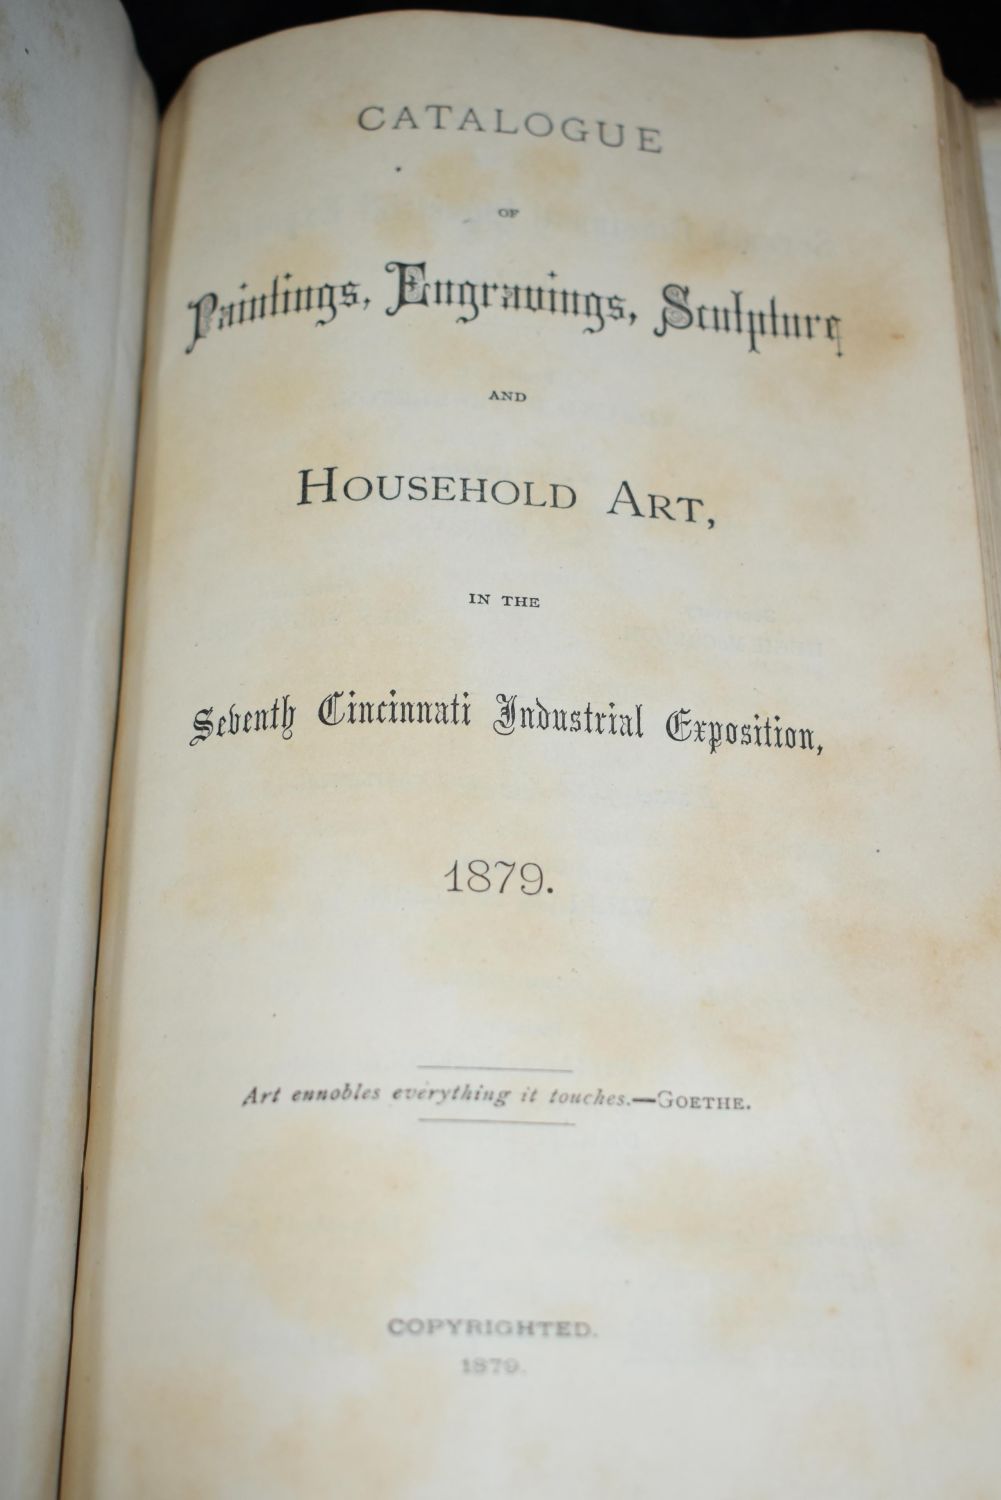 CATALOGUE
OF
Paintings, Engravings, Sculpture
AND
HOUSEHOLD ART,
IN THE
Seventh Cincinnati Industrial Exposition,
1879.
Art ennobles everything it touches.—GOETHE.
COPYRIGHTED.
1879.